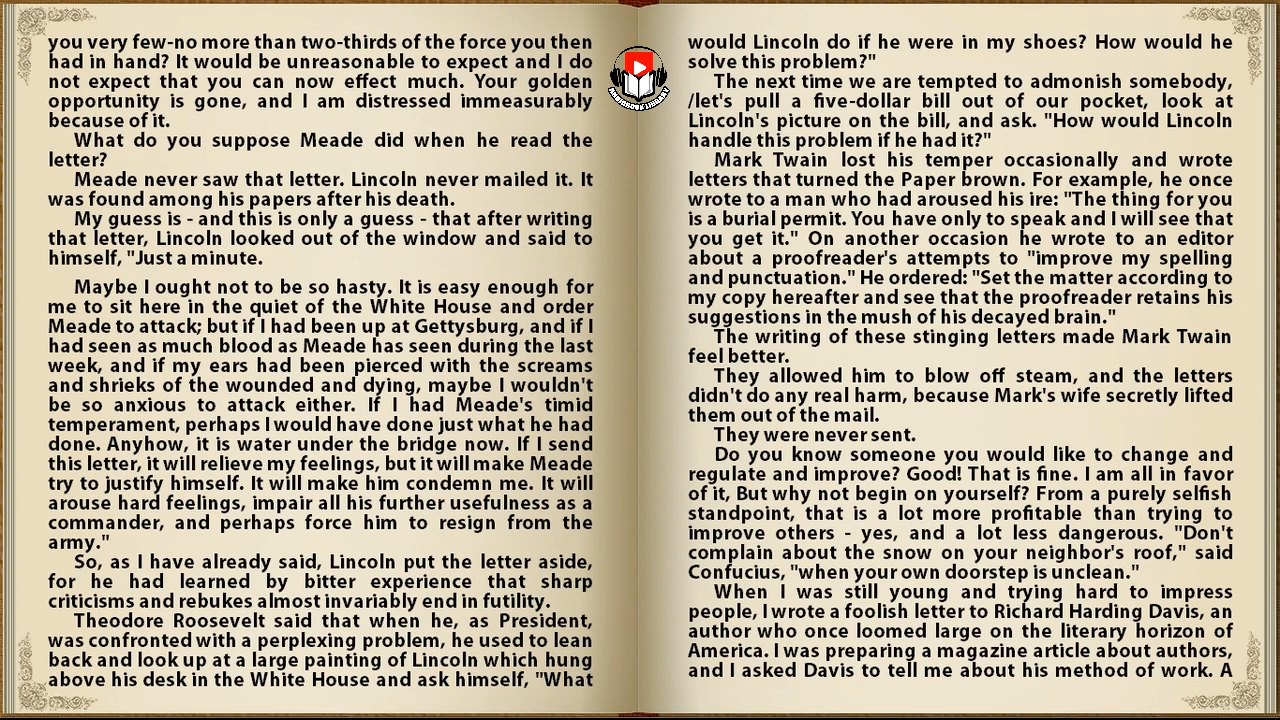 you very few-no more than two-thirds of the force you then
had in hand? It would be unreasonable to expect and I do
not expect that you can now effect much. Your golden
opportunity is gone, and I am distressed immeasurably
because of it.
What do you suppose Meade did when he read the
letter?
Meade never saw that letter. Lincoln never mailed it. It
was found among his papers after his death.
My guess is - and this is only a guess - that after writing
that letter, Lincoln looked out of the window and said to
himself, "Just a minute.
Maybe I ought not to be so hasty. It is easy enough for
me to sit here in the quiet of the White House and order
Meade to attack; but if I had been up at Gettysburg, and if I
had seen as much blood as Meade has seen during the last
week, and if my ears had been pierced with the screams
and shrieks of the wounded and dying, maybe I wouldn't
be so anxious to attack either. If I had Meade's timid
temperament, perhaps I would have done just what he had
done. Anyhow, it is water under the bridge now. If I send
this letter, it will relieve my feelings, but it will make Meade
try to justify himself. It will make him condemn me. It will
arouse hard feelings, impair all his further usefulness as a
commander, and perhaps force him to resign from the
army."
So, as I have already said, Lincoln put the letter aside,
for he had learned by bitter experience that sharp
criticisms and rebukes almost invariably end in futility.
Theodore Roosevelt said that when he, as President,
was confronted with a perplexing problem, he used to lean
back and look up at a large painting of Lincoln which hung
above his desk in the White House and ask himself, "What
would Lincoln do if he were in my shoes? How would he
solve this problem?"
The next time we are tempted to admonish somebody,
/let's pull a five-dollar bill out of our pocket, look at
Lincoln's picture on the bill, and ask. "How would Lincoln
handle this problem if he had it?"
Mark Twain lost his temper occasionally and wrote
letters that turned the Paper brown. For example, he once
wrote to a man who had aroused his ire: "The thing for you
is a burial permit. You have only to speak and I will see that
you get it." On another occasion he wrote to an editor
about a proofreader's attempts to "improve my spelling
and punctuation." He ordered: "Set the matter according to
my copy hereafter and see that the proofreader retains his
suggestions in the mush of his decayed brain."
The writing of these stinging letters made Mark Twain
feel better.
They allowed him to blow off steam, and the letters
didn't do any real harm, because Mark's wife secretly lifted
them out of the mail.
They were never sent.
Do you know someone you would like to change and
regulate and improve? Good! That is fine. I am all in favor
of it, But why not begin on yourself? From a purely selfish
standpoint, that is a lot more profitable than trying to
improve others - yes, and a lot less dangerous. "Don't
complain about the snow on your neighbor's roof," said
Confucius, "when your own doorstep is unclean."
When I was still young and trying hard to impress
people, I wrote a foolish letter to Richard Harding Davis, an
author who once loomed large on the literary horizon of
America. I was preparing a magazine article about authors,
and I asked Davis to tell me about his method of work. A